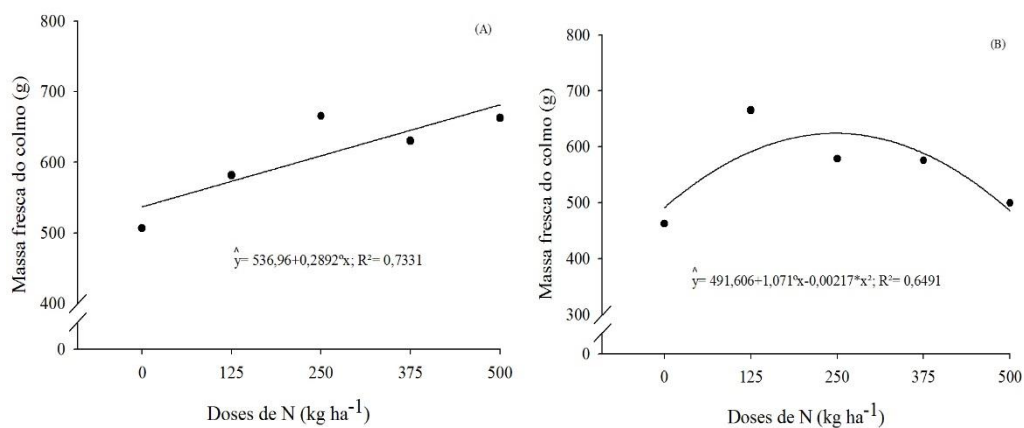 (A)
800
700
600
500
400
0
Massa fresca do colmo (g)
ŷ= 536,96+0,2892ºx; R²= 0,7331
0 125 250 375 500
Doses de N (kg ha-1)
(B)
800
700
600
500
400
300
0
Massa fresca do colmo (g)
ŷ= 491,606+1,071ºx-0,00217*x²; R²= 0,6491
0 125 250 375 500
Doses de N (kg ha-1)